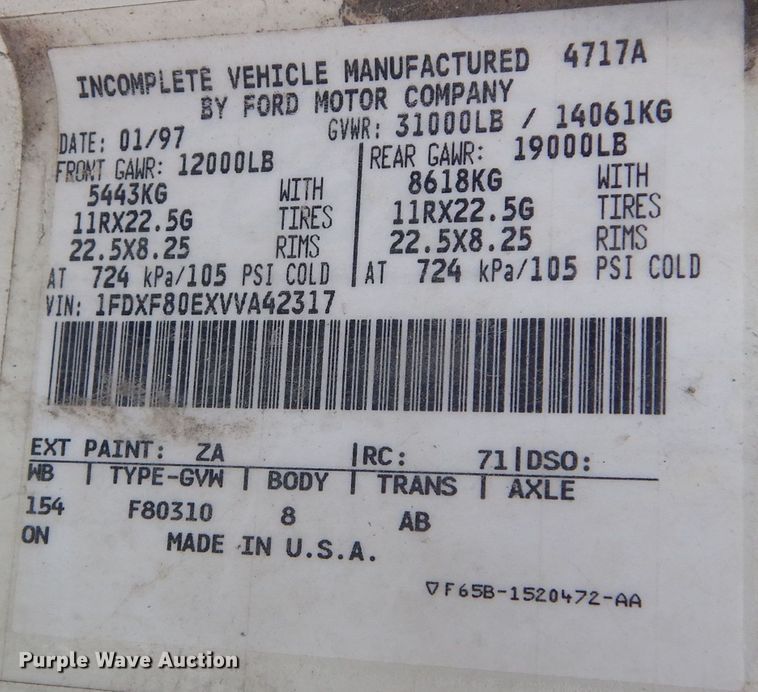 INCOMPLETE VEHICLE MANUFACTURED 4717A
BY FORD MOTOR COMPANY
DATE: 01/97 GVWR: 31000LB / 14061KG
FRONT GAWR: 12000LB | REAR GAWR: 19000LB
5443KG WITH | 8618KG WITH
11RX22.5G TIRES | 11RX22.5G TIRES
22.5X8.25 RIMS | 22.5X8.25 RIMS
AT 724 kPa/105 PSI COLD | AT 724 kPa/105 PSI COLD
VIN: 1FDXF80EXVVA42317
EXT PAINT: ZA |RC: 71|DSO:
WB | TYPE-GVW | BODY | TRANS | AXLE
154 F80310 8 AB
ON MADE IN U.S.A.
▽F65B-1520472-AA
Purple Wave Auction